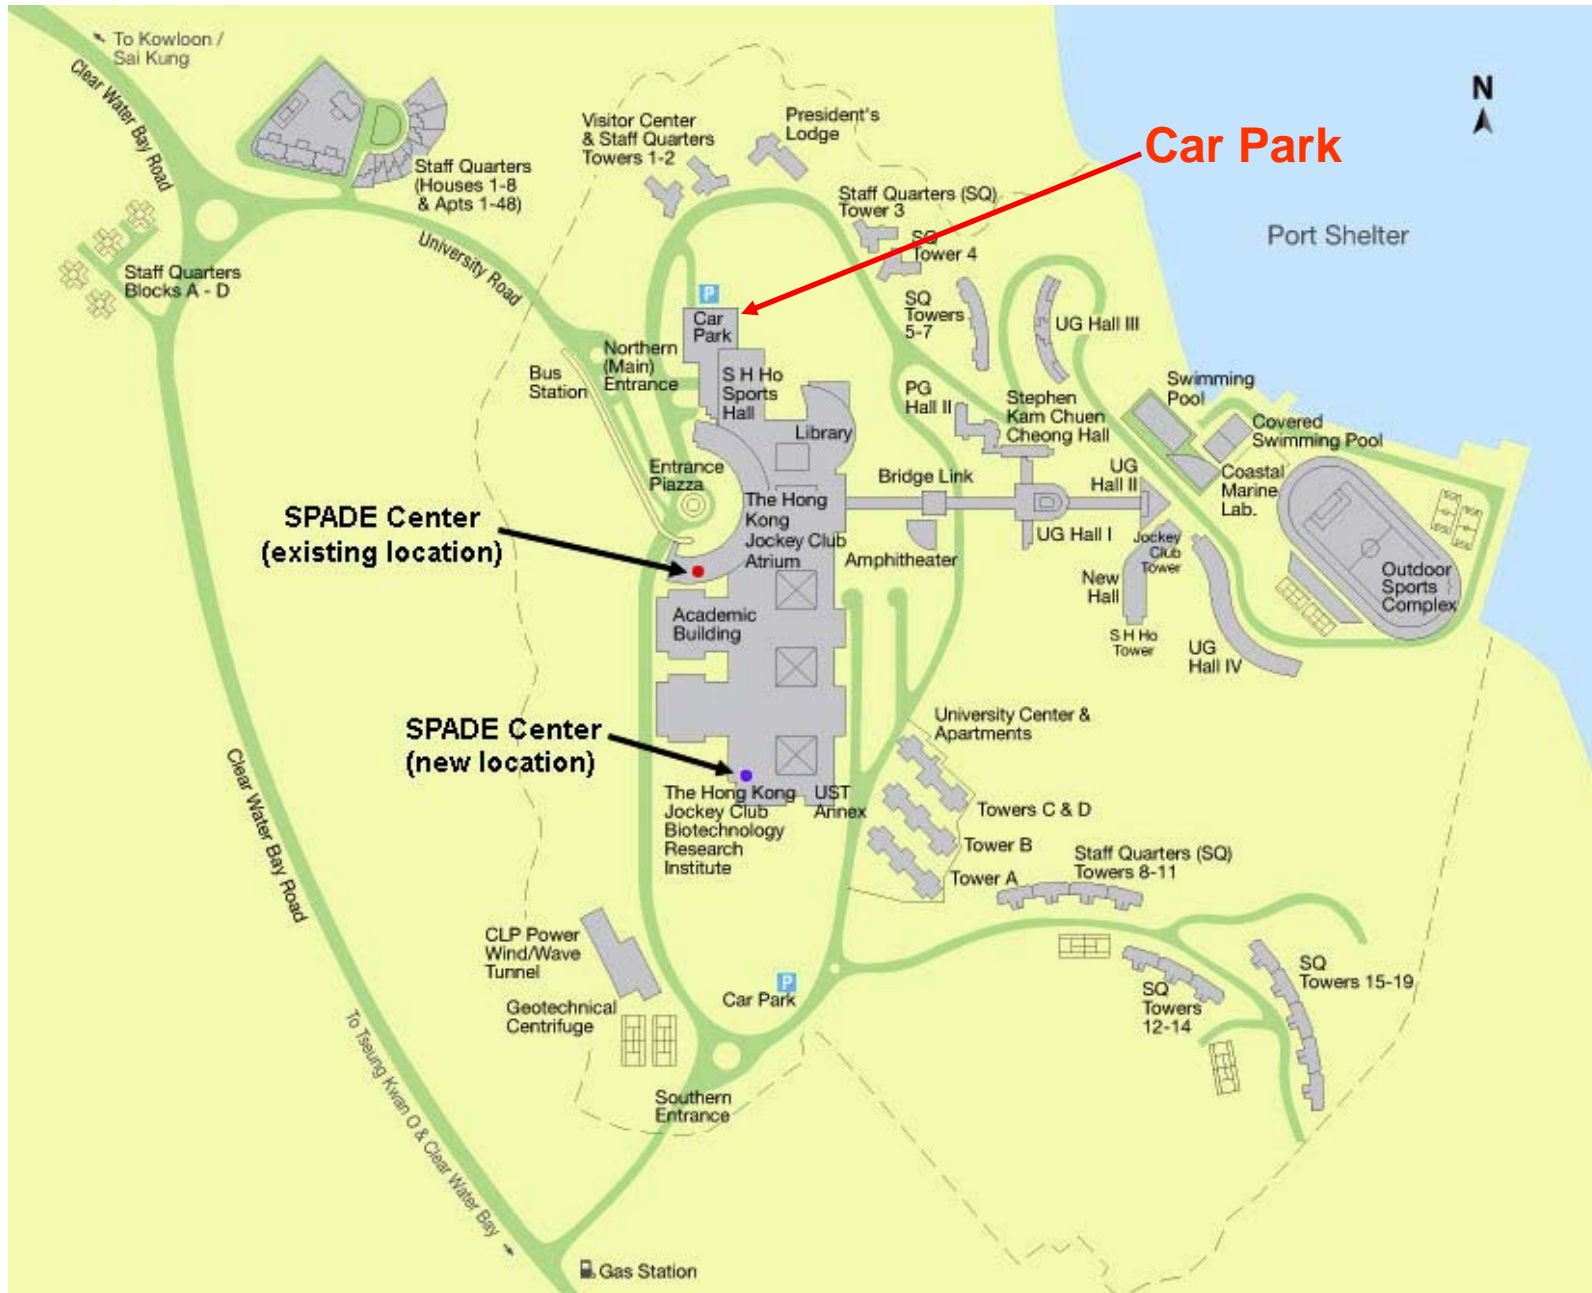 To Kowloon /
Sai Kung
Clear Water Bay Road
N
Visitor Center
& Staff Quarters
Towers 1-2
President's
Lodge
Car Park
Staff Quarters
(Houses 1-8
& Apts 1-48)
Staff Quarters (SQ)
Tower 3
SQ
Tower 4
Port Shelter
University Road
Staff Quarters
Blocks A - D
P
Car
Park
SQ
Towers
5-7
UG Hall III
Northern
(Main)
Entrance
Bus
Station
S H Ho
Sports
Hall
PG
Hall II
Stephen
Kam Chuen
Cheong Hall
Swimming
Pool
Covered
Swimming Pool
Library
Entrance
Piazza
Bridge Link
UG
Hall II
Coastal
Marine
Lab.
SPADE Center
(existing location)
The Hong
Kong
Jockey Club
Atrium
Amphitheater
UG Hall I
Jockey
Club
Tower
New
Hall
Outdoor
Sports
Complex
Academic
Building
S H Ho
Tower
UG
Hall IV
SPADE Center
(new location)
University Center &
Apartments
Clear Water Bay Road
The Hong Kong
Jockey Club
Biotechnology
Research
Institute
UST
Annex
Towers C & D
Tower B
Tower A
Staff Quarters (SQ)
Towers 8-11
CLP Power
Wind/Wave
Tunnel
P
Car Park
Geotechnical
Centrifuge
SQ
Towers
12-14
SQ
Towers 15-19
To Tseung Kwan O & Clear Water Bay
Southern
Entrance
Gas Station